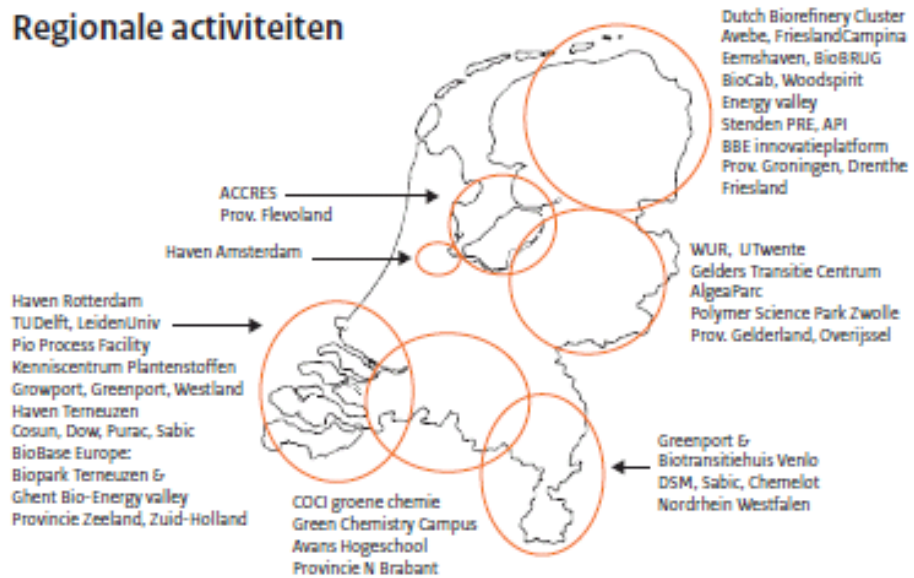 Regionale activiteiten
Dutch Biorefinery Cluster
Avebe, FrieslandCampina
Eemshaven, BioBRUG
BioCab, Woodspirit
Energy valley
Stenden PRE, API
BBE innovatieplatform
Prov. Groningen, Drenthe
Friesland
ACCRES
Prov. Flevoland
Haven Amsterdam
WUR, UTwente
Gelders Transitie Centrum
AlgeaParc
Polymer Science Park Zwolle
Prov. Gelderland, Overijssel
Haven Rotterdam
TUDelft, LeidenUniv
Pio Process Facility
Kenniscentrum Plantenstoffen
Growport, Greenport, Westland
Haven Terneuzen
Cosun, Dow, Purac, Sabic
BioBase Europe:
Biopark Terneuzen &
Ghent Bio-Energy valley
Provincie Zeeland, Zuid-Holland
COCI groene chemie
Green Chemistry Campus
Avans Hogeschool
Provincie N Brabant
Greenport &
Biotransitiehuis Venlo
DSM, Sabic, Chemelot
Nordrhein Westfalen